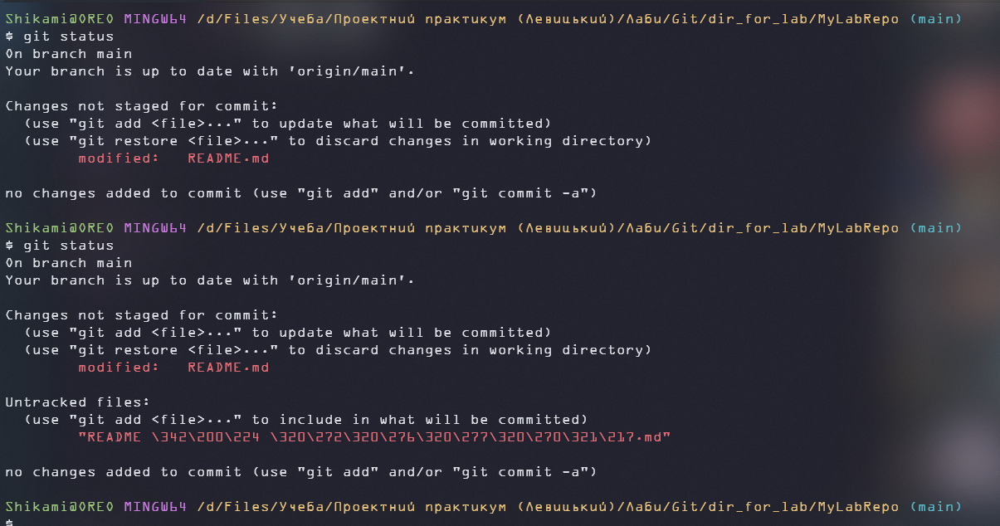 Shikami@OREO MINGW64 /d/Files/Учеба/Проектний практикум (Левицький)/Лаби/Git/dir_for_lab/MyLabRepo (main)
$ git status
On branch main
Your branch is up to date with 'origin/main'.
Changes not staged for commit:
  (use "git add <file>..." to update what will be committed)
  (use "git restore <file>..." to discard changes in working directory)
        modified:   README.md
no changes added to commit (use "git add" and/or "git commit -a")
Shikami@OREO MINGW64 /d/Files/Учеба/Проектний практикум (Левицький)/Лаби/Git/dir_for_lab/MyLabRepo (main)
$ git status
On branch main
Your branch is up to date with 'origin/main'.
Changes not staged for commit:
  (use "git add <file>..." to update what will be committed)
  (use "git restore <file>..." to discard changes in working directory)
        modified:   README.md
Untracked files:
  (use "git add <file>..." to include in what will be committed)
        "README \342\200\224 \320\272\320\276\320\277\320\270\321\217.md"
no changes added to commit (use "git add" and/or "git commit -a")
Shikami@OREO MINGW64 /d/Files/Учеба/Проектний практикум (Левицький)/Лаби/Git/dir_for_lab/MyLabRepo (main)
$